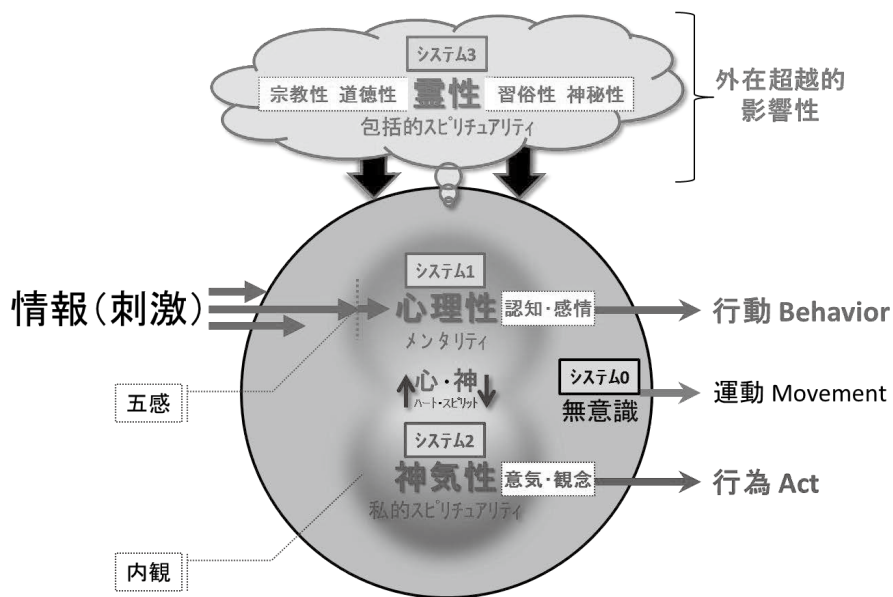 システム3
宗教性 道徳性 霊性 習俗性 神秘性
包括的スピリチュアリティ
外在超越的
影響性
システム1
情報(刺激)
心理性
認知・感情
行動 Behavior
メンタリティ
五感
心・神
ハート・スピリット
システム0
無意識
運動 Movement
システム2
神気性
意気・観念
行為 Act
私的スピリチュアリティ
内観